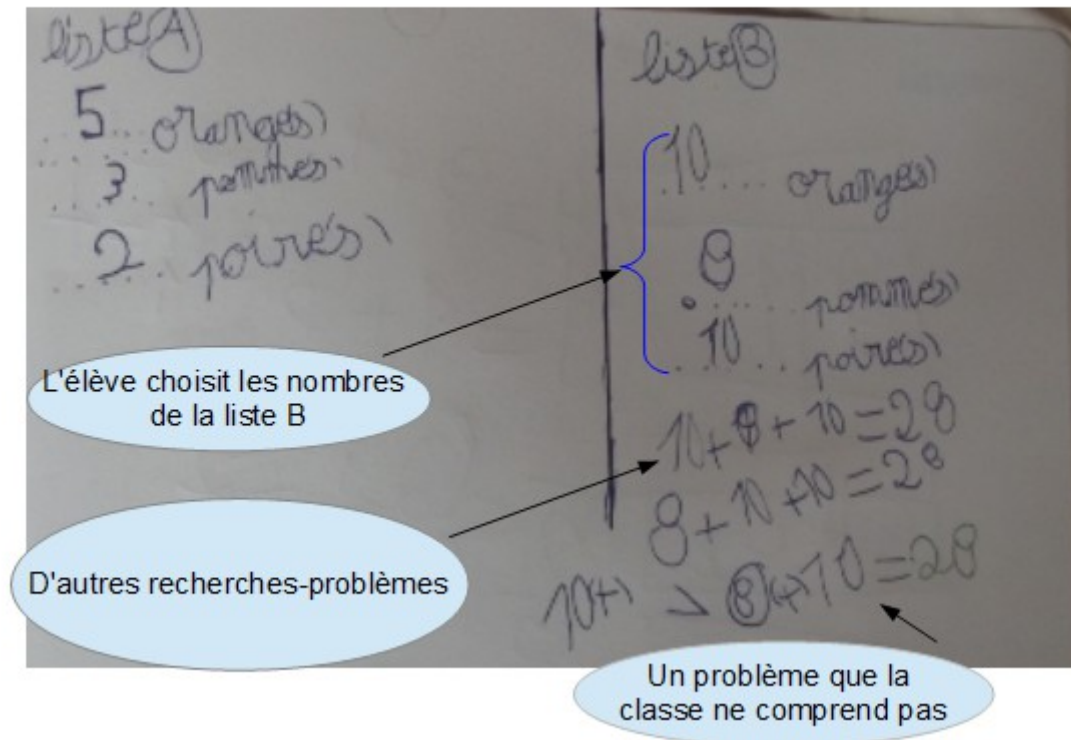 liste A
5 oranges
3 pommes
2 poires
liste B
10 oranges
8 pommes
10 poires
L'élève choisit les nombres
de la liste B
10+8+10=28
8+10+10=28
D'autres recherches-problèmes
10(+) > 8(+)10=28
Un problème que la
classe ne comprend pas